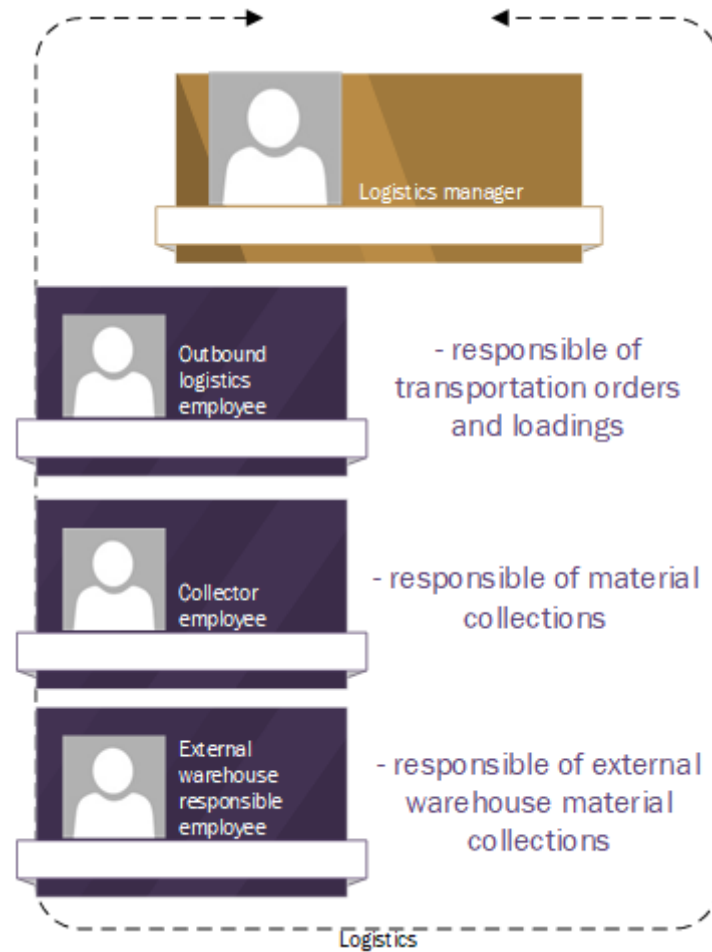 Logistics manager
Outbound
logistics
employee
- responsible of
transportation orders
and loadings
Collector
employee
- responsible of material
collections
External
warehouse
responsible
employee
- responsible of external
warehouse material
collections
Logistics